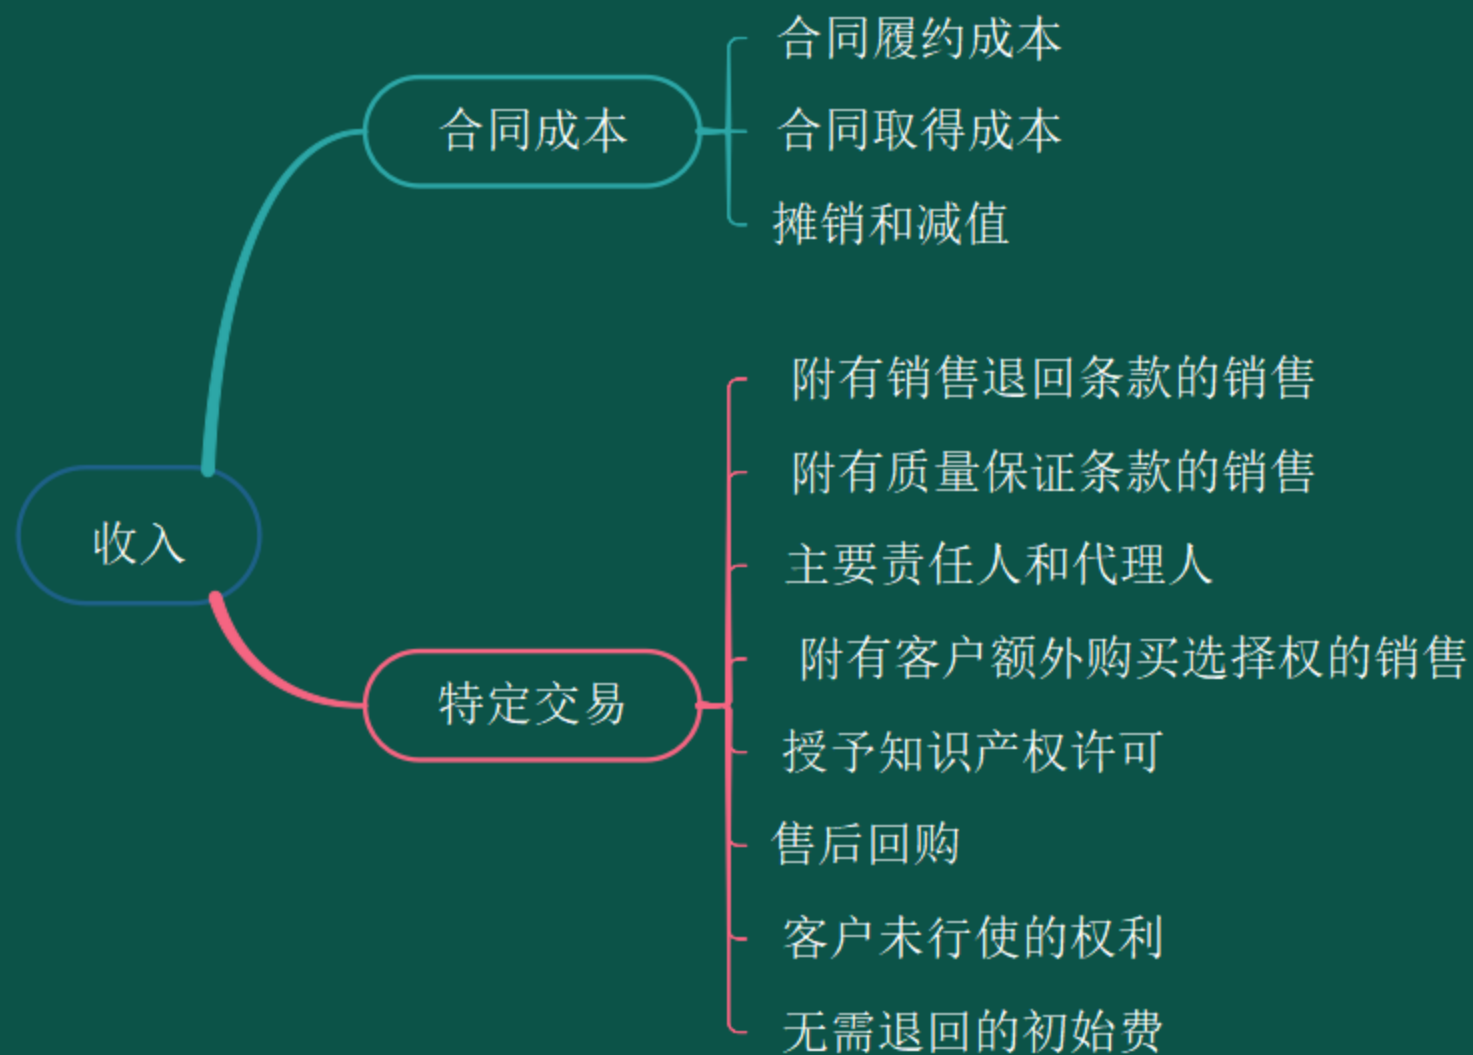 收入
合同成本
合同履约成本
合同取得成本
摊销和减值
特定交易
附有销售退回条款的销售
附有质量保证条款的销售
主要责任人和代理人
附有客户额外购买选择权的销售
授予知识产权许可
售后回购
客户未行使的权利
无需退回的初始费